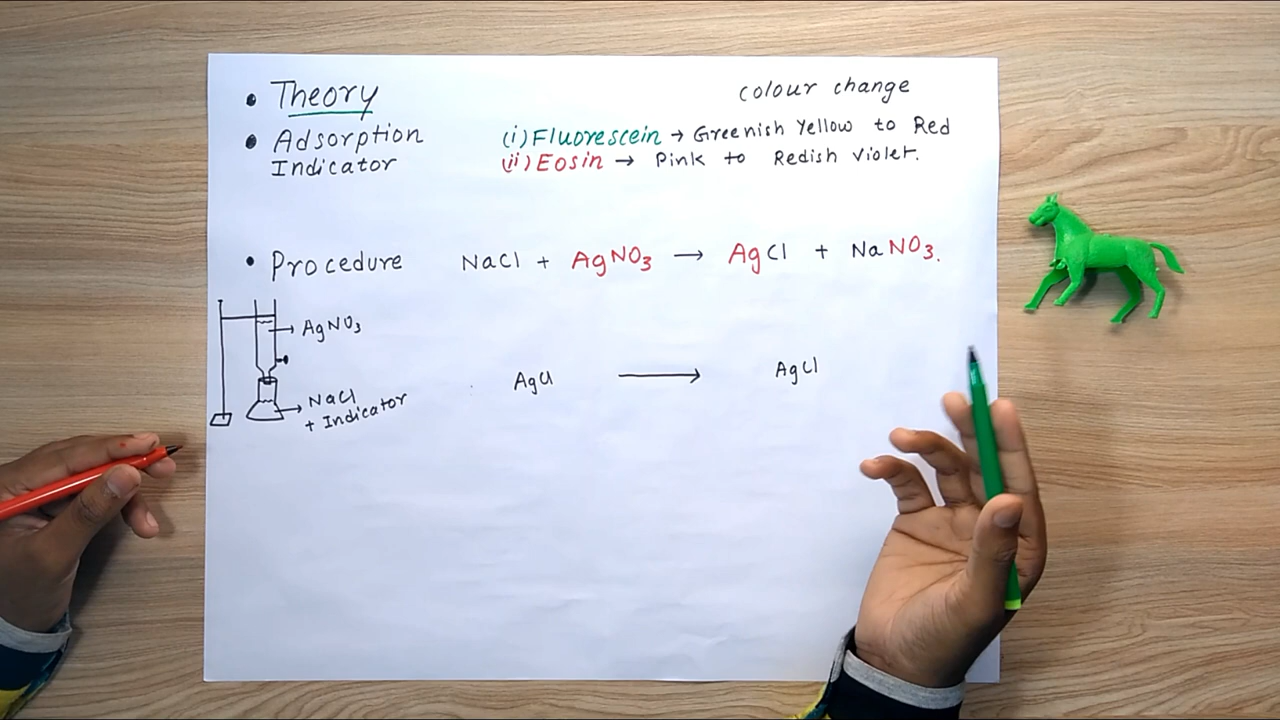 • Theory
colour change
• Adsorption Indicator
(i) Fluorescein → Greenish Yellow to Red
(ii) Eosin → Pink to Redish Violet.
• Procedure
NaCl + AgNO3 → AgCl + NaNO3.
→ AgNO3
→ NaCl
+ Indicator
AgCl → AgCl